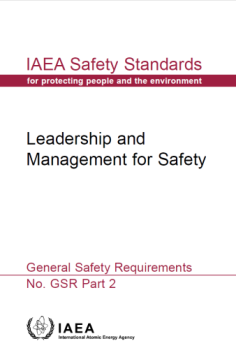 IAEA Safety Standards
for protecting people and the environment
Leadership and
Management for Safety
General Safety Requirements
No. GSR Part 2
IAEA
International Atomic Energy Agency